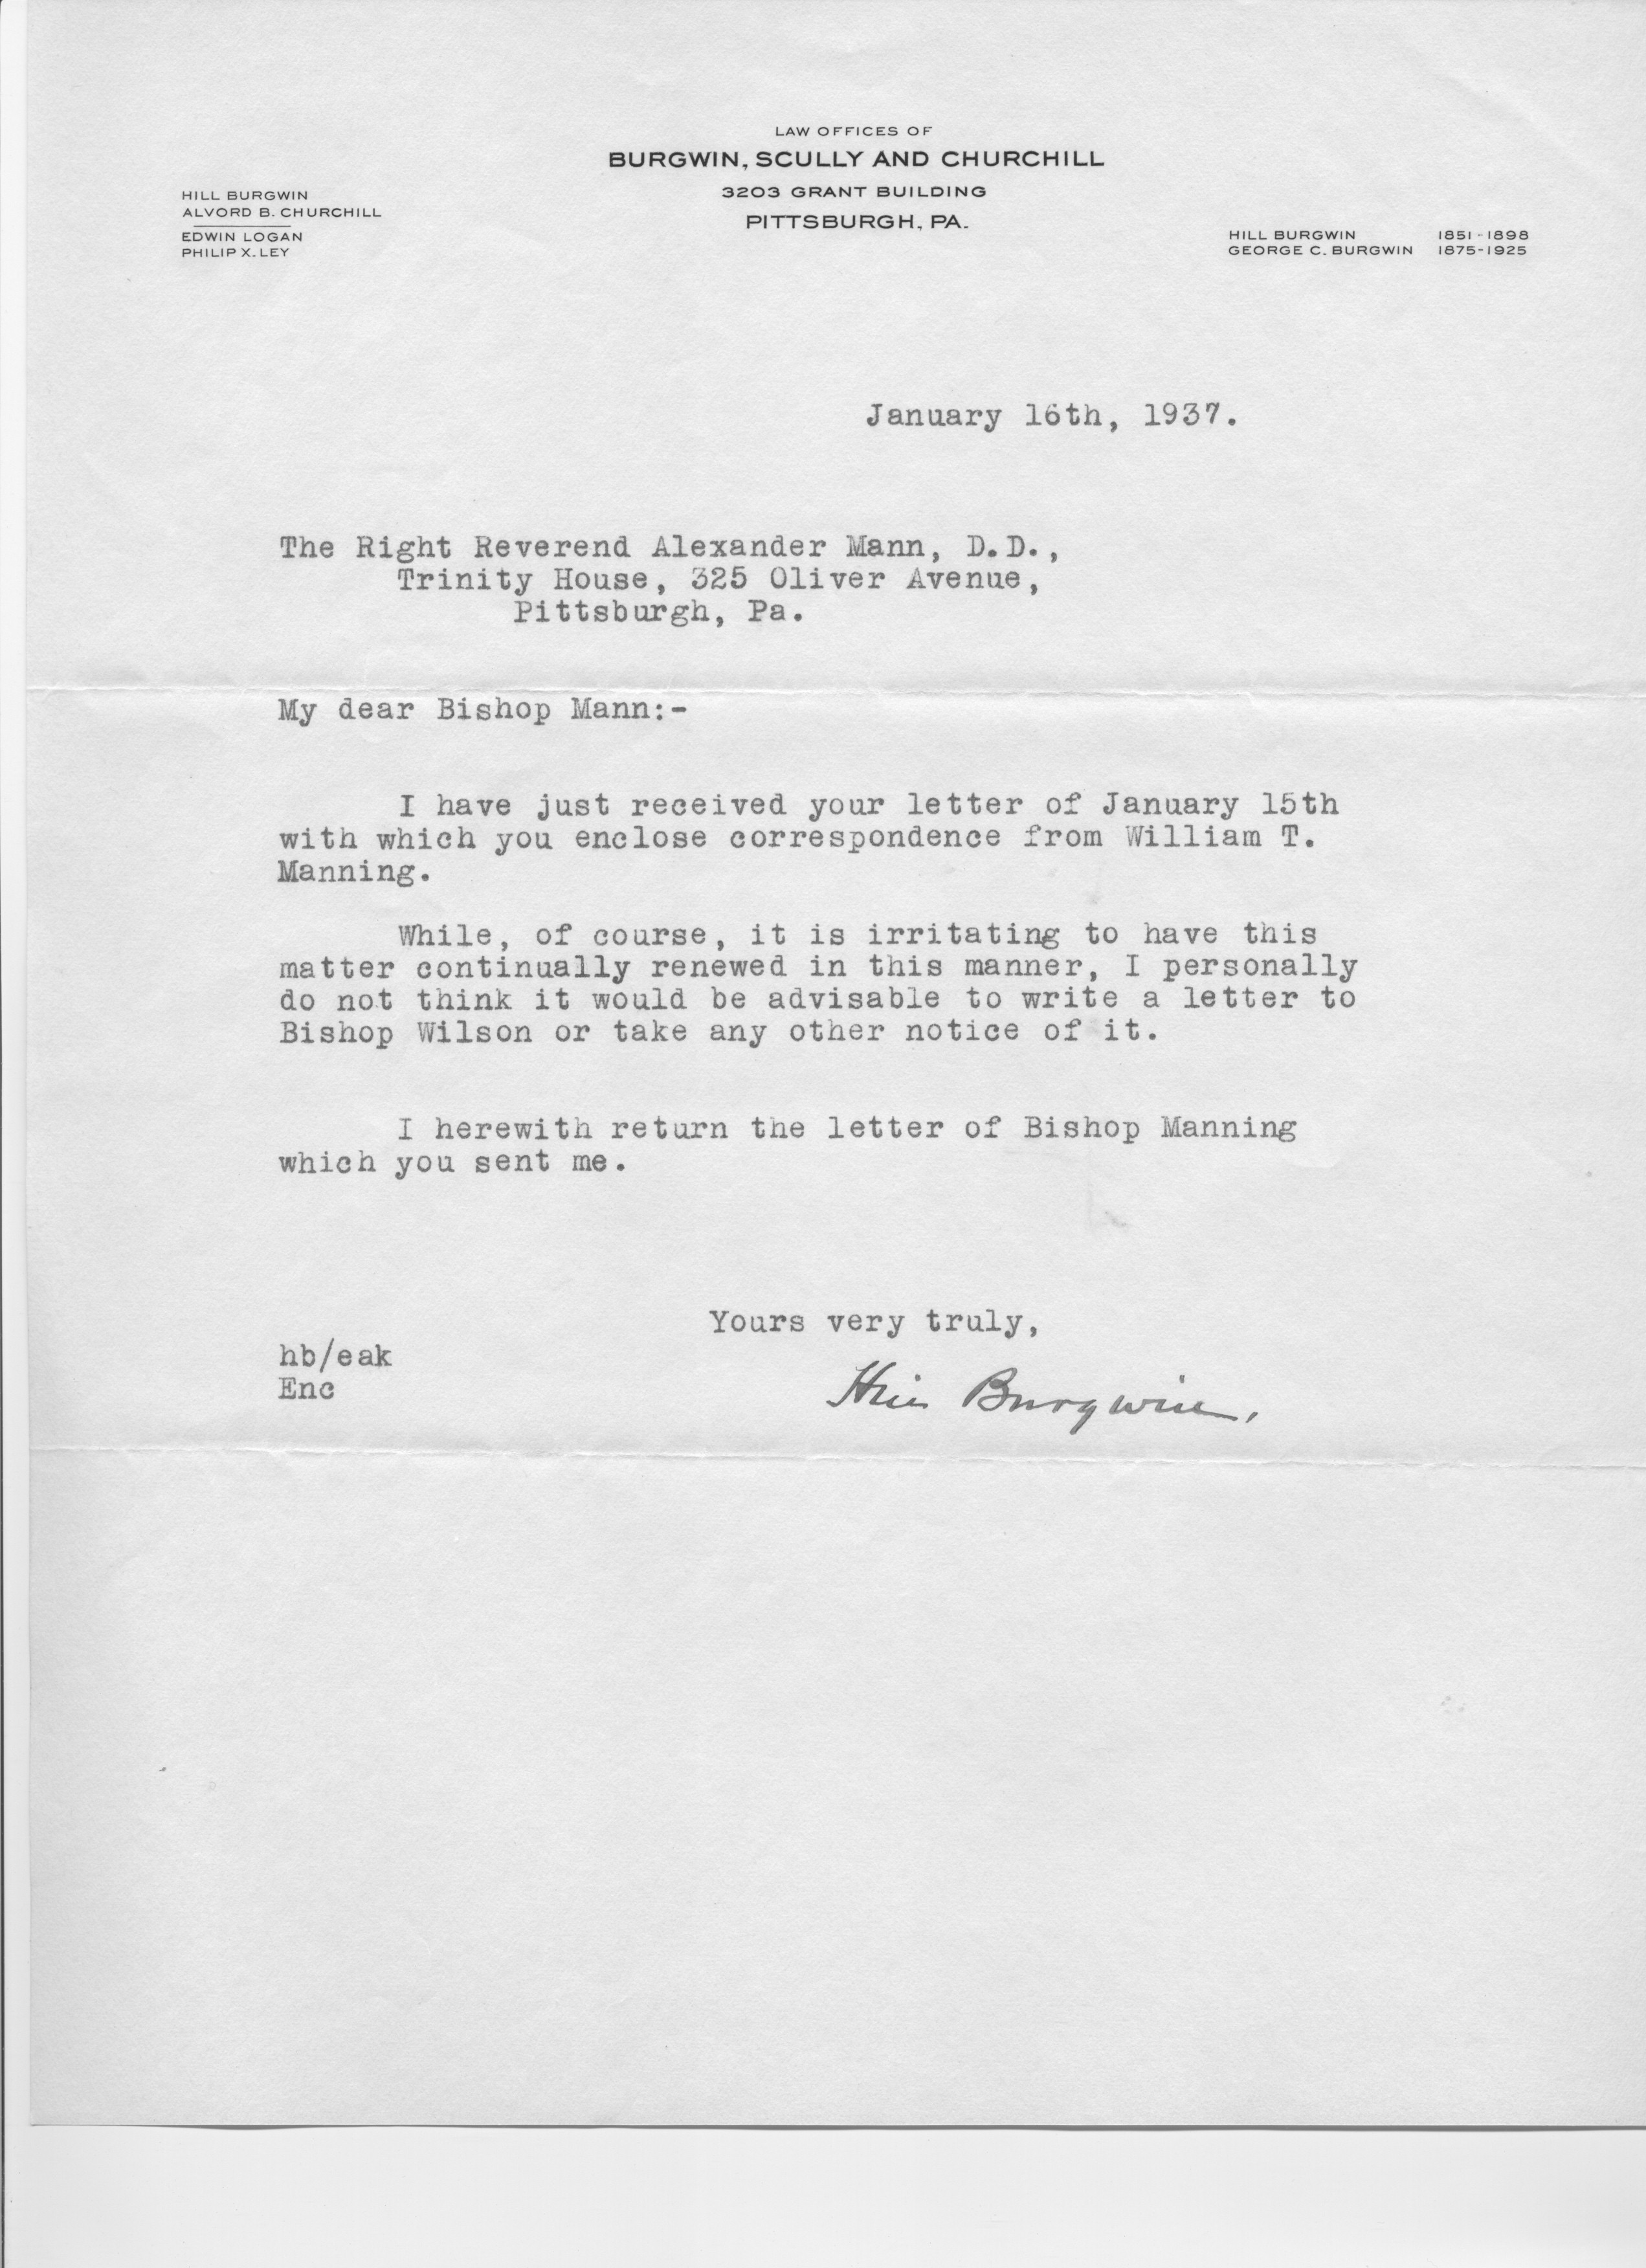 LAW OFFICES OF
BURGWIN, SCULLY AND CHURCHILL
3203 GRANT BUILDING
PITTSBURGH, PA.
HILL BURGWIN
ALVORD B. CHURCHILL
EDWIN LOGAN
PHILIP X. LEY
HILL BURGWIN 1851-1898
GEORGE C. BURGWIN 1875-1925
January 16th, 1937.
The Right Reverend Alexander Mann, D.D.,
Trinity House, 325 Oliver Avenue,
Pittsburgh, Pa.
My dear Bishop Mann:-
I have just received your letter of January 15th
with which you enclose correspondence from William T.
Manning.
While, of course, it is irritating to have this
matter continually renewed in this manner, I personally
do not think it would be advisable to write a letter to
Bishop Wilson or take any other notice of it.
I herewith return the letter of Bishop Manning
which you sent me.
Yours very truly,
hb/eak
Enc
Hill Burgwin.